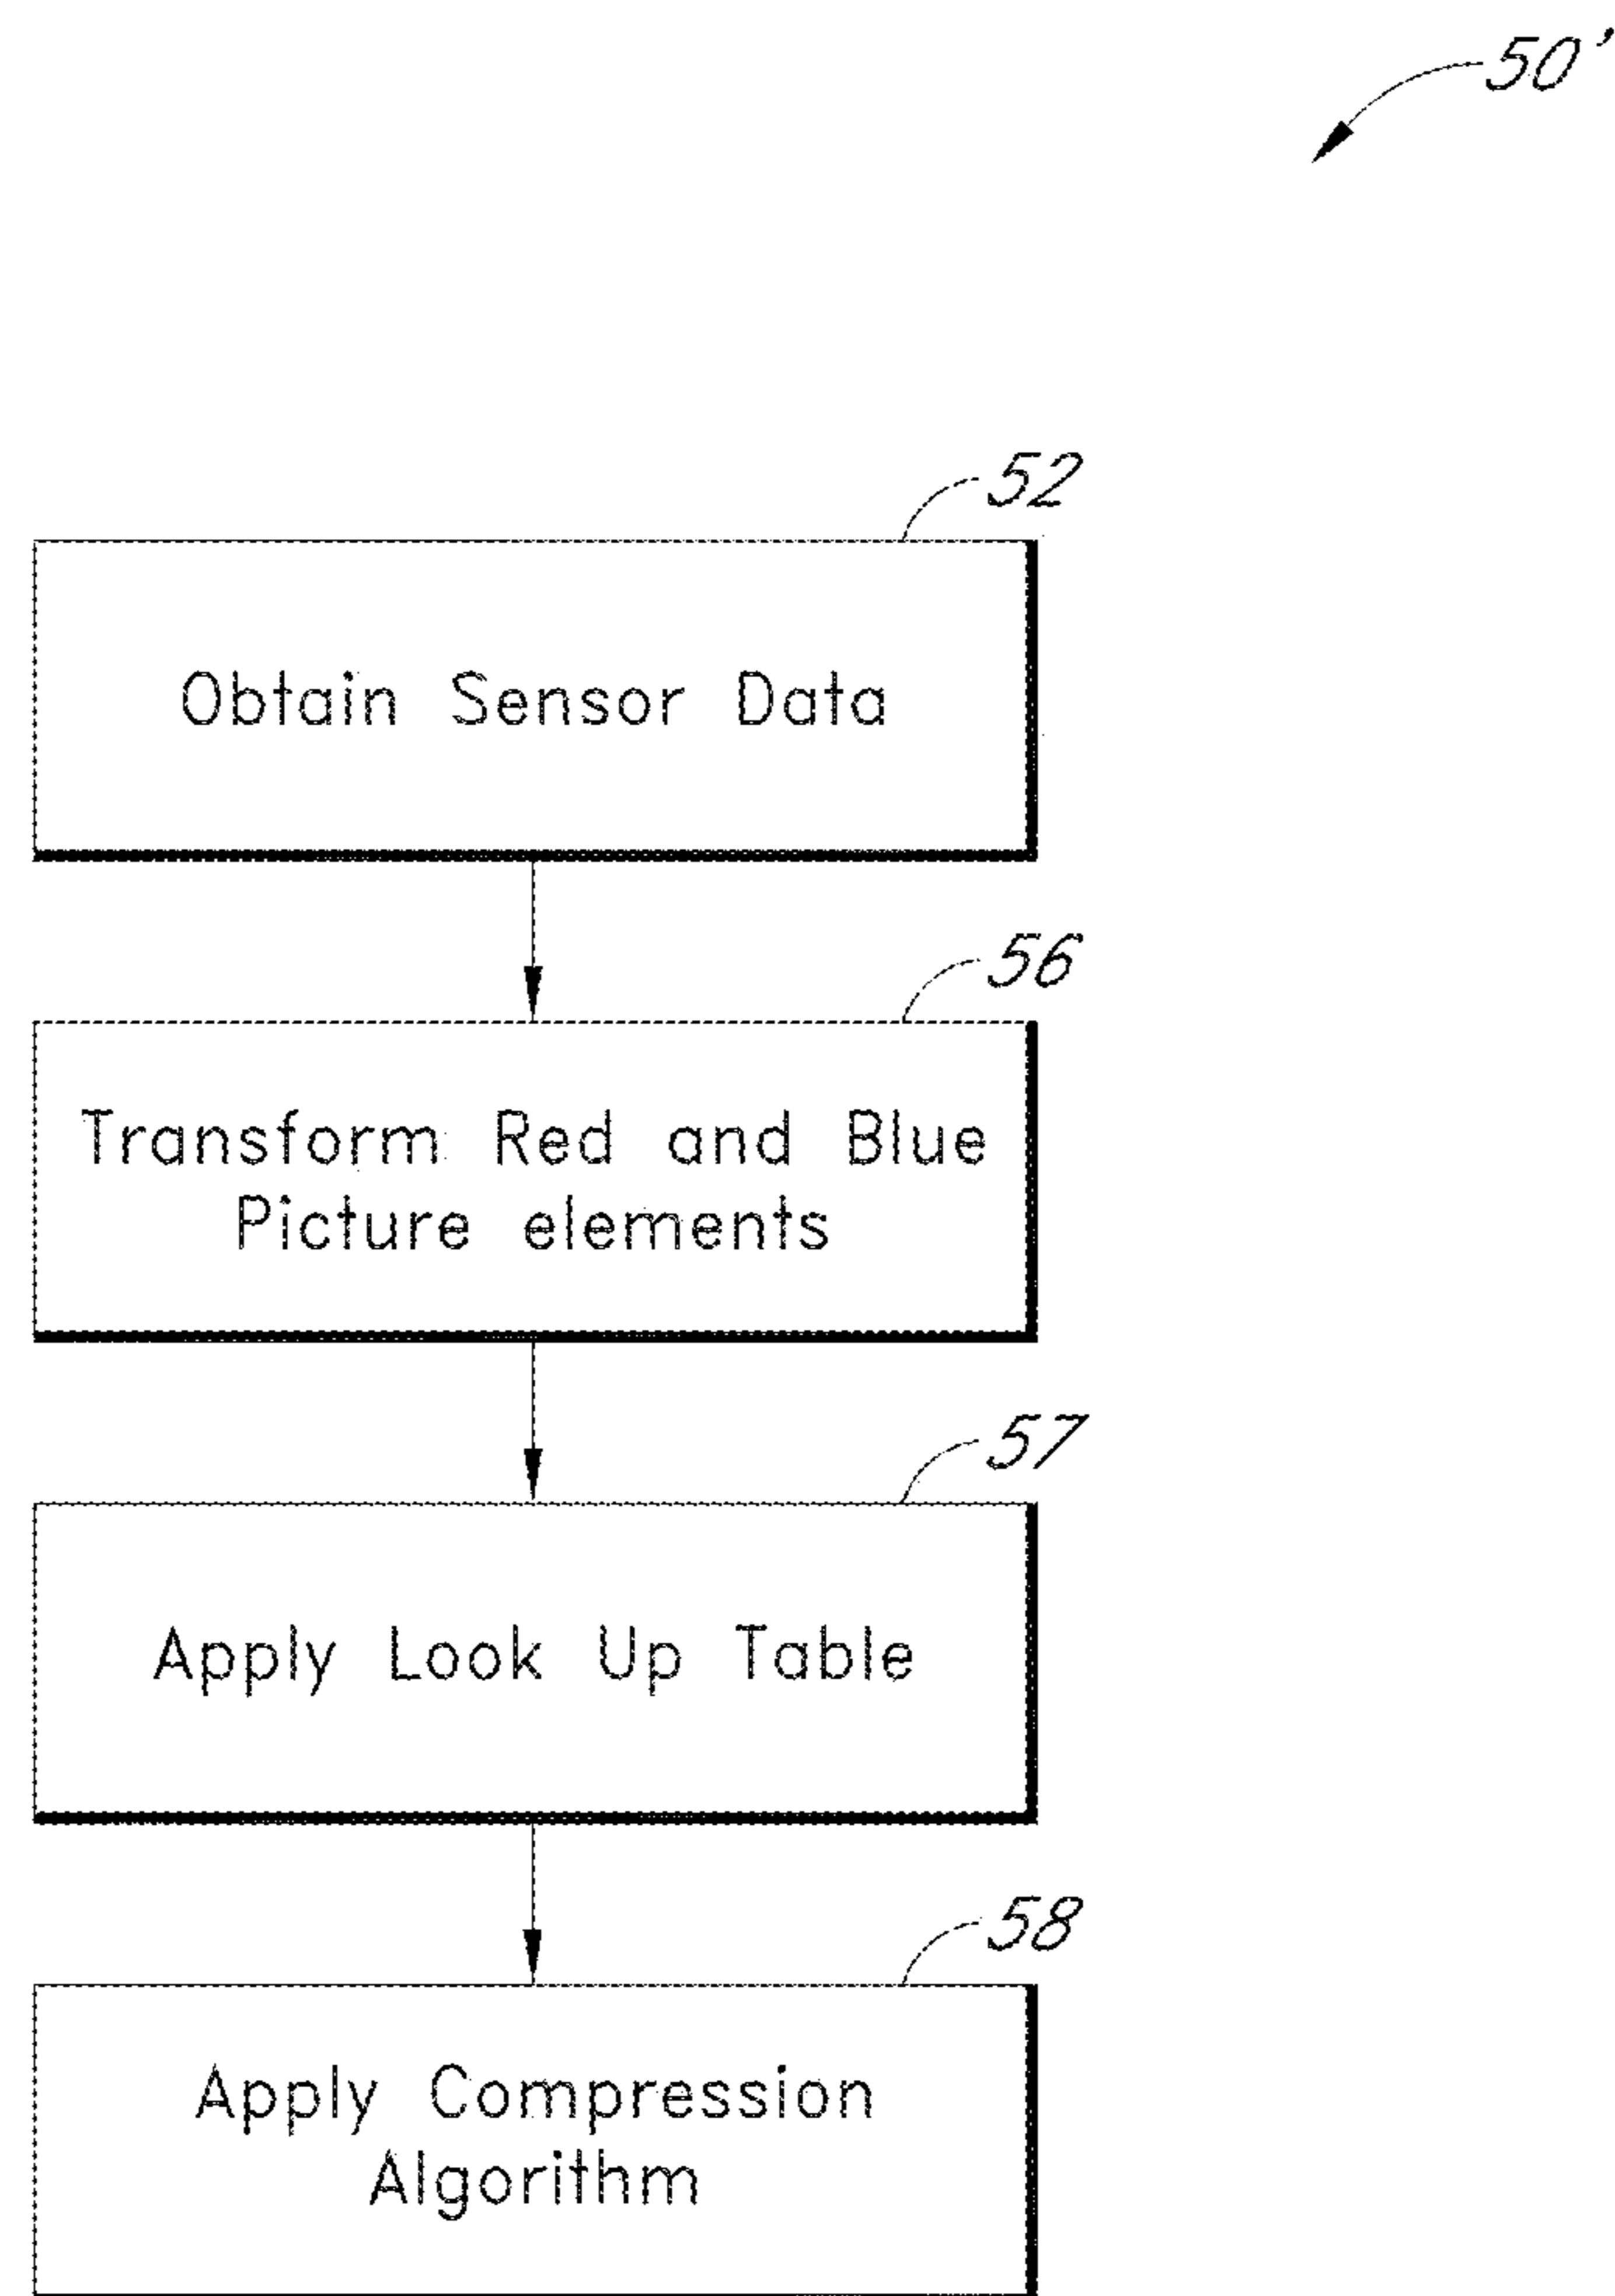 50'
52
Obtain Sensor Data
56
Transform Red and Blue
Picture elements
57
Apply Look Up Table
58
Apply Compression
Algorithm